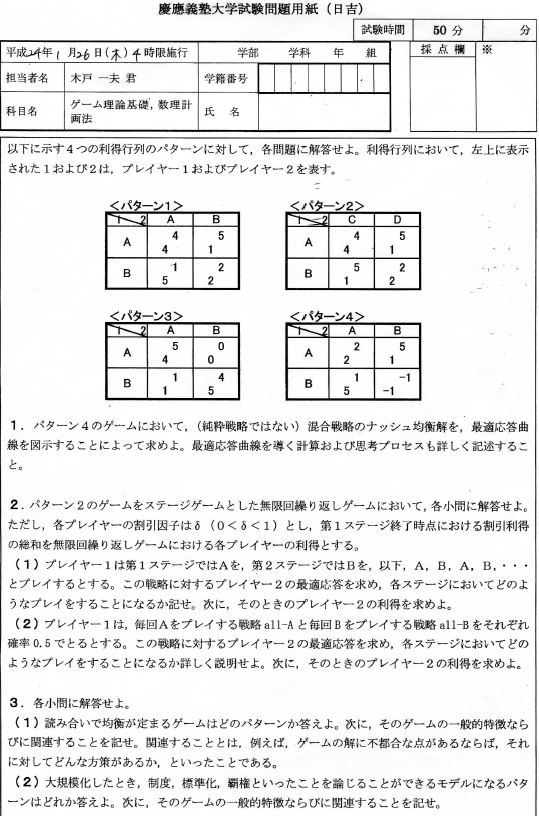 慶應義塾大学試験問題用紙（日吉）
試験時間 50 分 分
平成24年1月26日(木)4時限施行 学部 学科 年 組 採点欄 ※
担当者名 木戸 一夫 君 学籍番号
科目名 ゲーム理論基礎，数理計画法 氏 名
以下に示す４つの利得行列のパターンに対して，各問題に解答せよ。利得行列において，左上に表示
された１および２は，プレイヤー１およびプレイヤー２を表す。
＜パターン1＞ ＜パターン2＞
1 2 A B 1 2 C D
4 5 4 5
A A
4 1 4 1
1 2 5 2
B B
5 2 1 2
＜パターン3＞ ＜パターン4＞
1 2 A B 1 2 A B
5 0 2 5
A A
4 0 2 1
1 4 1 -1
B B
1 5 5 -1
１．パターン４のゲームにおいて，（純粋戦略ではない）混合戦略のナッシュ均衡解を，最適応答曲
線を図示することによって求めよ。最適応答曲線を導く計算および思考プロセスも詳しく記述するこ
と。
２．パターン２のゲームをステージゲームとした無限回繰り返しゲームにおいて，各小問に解答せよ。
ただし，各プレイヤーの割引因子はδ（０＜δ＜１）とし，第１ステージ終了時点における割引利得
の総和を無限回繰り返しゲームにおける各プレイヤーの利得とする。
（１）プレイヤー１は第１ステージではＡを，第２ステージではＢを，以下，Ａ，Ｂ，Ａ，Ｂ，・・・
とプレイするとする。この戦略に対するプレイヤー２の最適応答を求め，各ステージにおいてどのよ
うなプレイをすることになるか記せ。次に，そのときのプレイヤー２の利得を求めよ。
（２）プレイヤー１は，毎回Ａをプレイする戦略 all-A と毎回Ｂをプレイする戦略 all-B をそれぞれ
確率 0.5 でとるとする。この戦略に対するプレイヤー２の最適応答を求め，各ステージにおいてどの
ようなプレイをすることになるか詳しく説明せよ。次に，そのときのプレイヤー２の利得を求めよ。
３．各小問に解答せよ。
（１）読み合いで均衡が定まるゲームはどのパターンか答えよ。次に，そのゲームの一般的特徴なら
びに関連することを記せ。関連することとは，例えば，ゲームの解に不都合な点があるならば，それ
に対してどんな方策があるか，といったことである。
（２）大規模化したとき，制度，標準化，覇権といったことを論じることができるモデルになるパタ
ーンはどれか答えよ。次に，そのゲームの一般的特徴ならびに関連することを記せ。